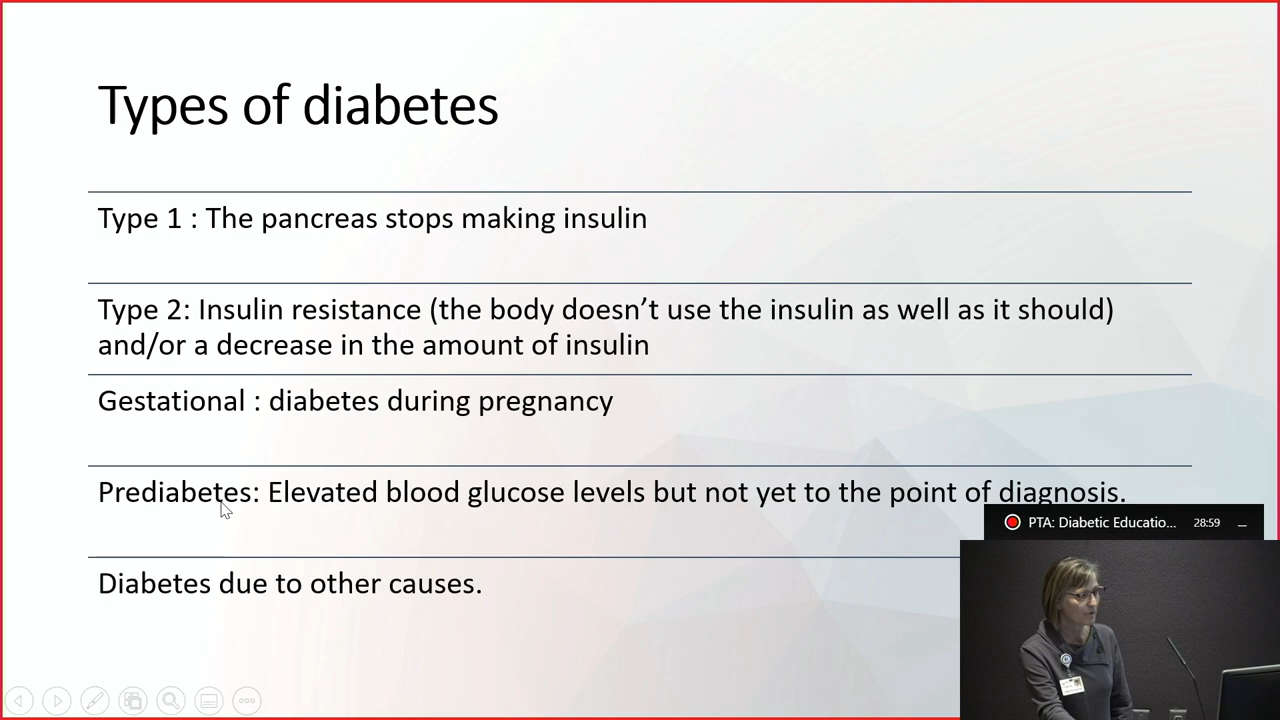 Types of diabetes
Type 1 : The pancreas stops making insulin
Type 2: Insulin resistance (the body doesn’t use the insulin as well as it should)
and/or a decrease in the amount of insulin
Gestational : diabetes during pregnancy
Prediabetes: Elevated blood glucose levels but not yet to the point of diagnosis.
PTA: Diabetic Educatio... 28:59
Diabetes due to other causes.